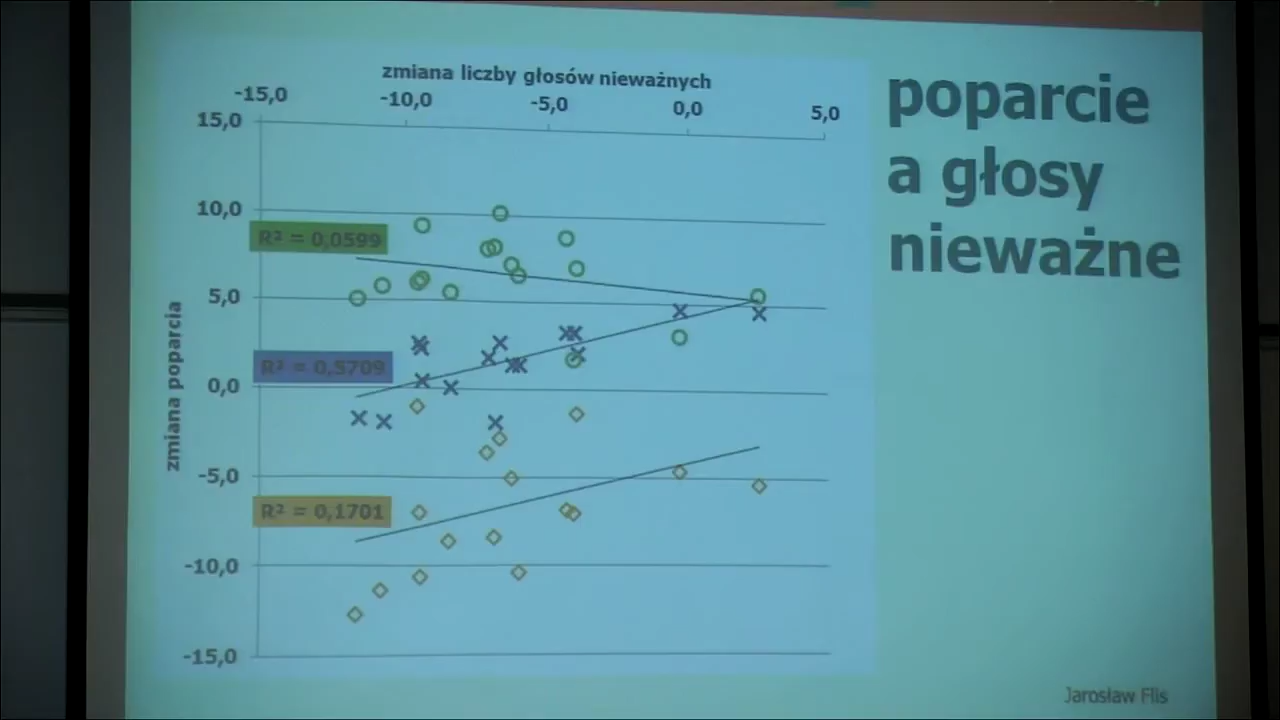 zmiana liczby głosów nieważnych
-15,0
-10,0
-5,0
0,0
5,0
15,0
10,0
5,0
0,0
-5,0
-10,0
-15,0
zmiana poparcia
R² = 0,0599
R² = 0,5709
R² = 0,1701
poparcie
a głosy
nieważne
Jarosław Flis